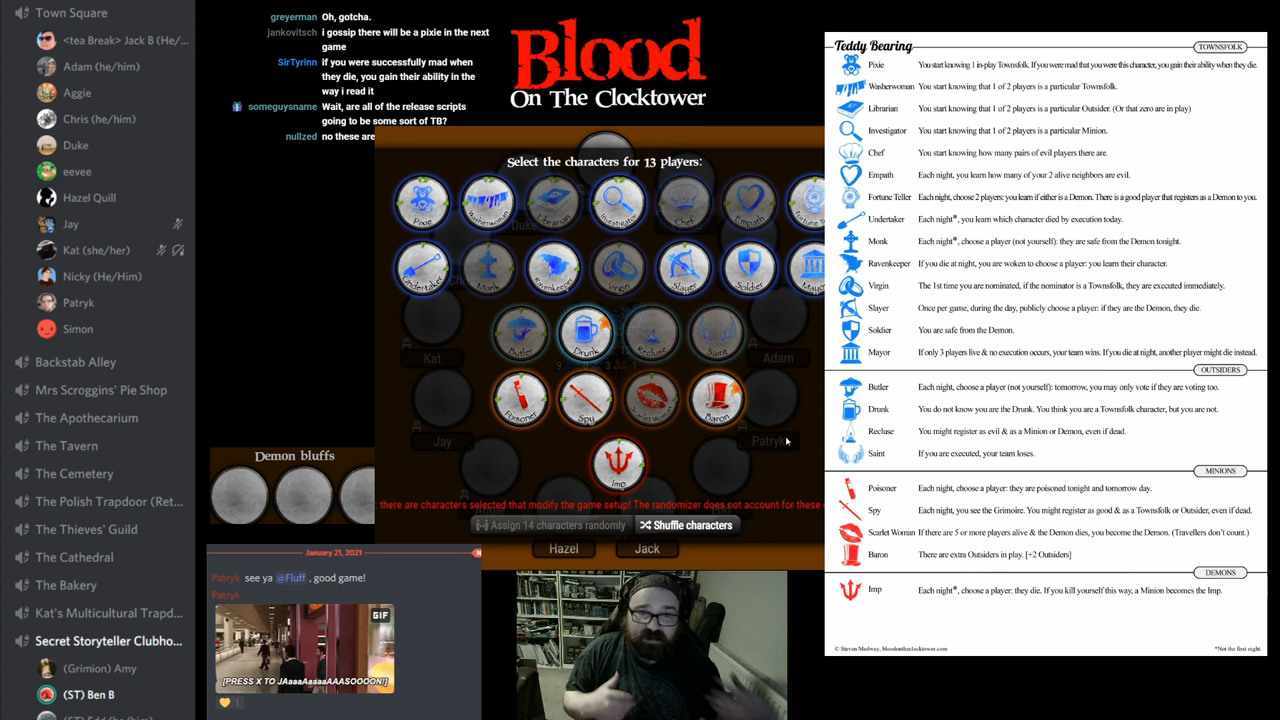 Town Square
<tea Break> Jack B (He/...
Adam (he/him)
Aggie
Chris (he/him)
Duke
eevee
Hazel Quill
Jay (she/her)
Nicky (He/Him)
Patryk
Simon
Backstab Alley
Mrs Scroggins' Pie Shop
The Apothecarium
The Tavern
The Cemetery
The Politis Trapdoor (Ret...
The Thieves' Guild
The Cathedral
The Bakery
Kat's Multicultural Trapd...
Secret Storyteller Clubho...
(Grimion) Amy
(ST) Ben B
greyerman Oh, gotcha.
jankovitsch i gossip there will be a pixie in the next
game
SirTyrinn if you were successfully mad when
they die, you gain their ability in the
way i read it
someguysname Wait, are all of the release scripts
going to be some sort of TB?
nullzed no these are
Blood
On The Clocktower
Select the characters for 13 players:
Pixie
Washerwoman
Librarian
Investigator
Chef
Empath
Undertaker
Monk
Ravenkeeper
Virgin
Slayer
Soldier
Mayor
Butler
Drunk
Recluse
Saint
Poisoner
Spy
Scarlet Woman
Baron
Imp
Duke
Kat
Adam
Jay
Patryk
there are characters selected that modify the game setup! The randomizer does not account for these
Assign 14 characters randomly
Shuffle characters
Hazel
Jack
Demon bluffs
January 21, 2021
Patryk see ya @Fluff , good game!
Patryk
GIF
[PRESS X TO JAaaAaaaaAAASOOOON!]
1
Teddy Bearing
TOWNSFOLK
Pixie You start knowing 1 in-play Townsfolk. If you were mad that you were this character, you gain their ability when they die.
Washerwoman You start knowing that 1 of 2 players is a particular Townsfolk.
Librarian You start knowing that 1 of 2 players is a particular Outsider. (Or that zero are in play)
Investigator You start knowing that 1 of 2 players is a particular Minion.
Chef You start knowing how many pairs of evil players there are.
Empath Each night, you learn how many of your 2 alive neighbors are evil.
Fortune Teller Each night, choose 2 players: you learn if either is a Demon. There is a good player that registers as a Demon to you.
Undertaker Each night*, you learn which character died by execution today.
Monk Each night*, choose a player (not yourself): they are safe from the Demon tonight.
Ravenkeeper If you die at night, you are woken to choose a player: you learn their character.
Virgin The 1st time you are nominated, if the nominator is a Townsfolk, they are executed immediately.
Slayer Once per game, during the day, publicly choose a player: if they are the Demon, they die.
Soldier You are safe from the Demon.
Mayor If only 3 players live & no execution occurs, your team wins. If you die at night, another player might die instead.
OUTSIDERS
Butler Each night, choose a player (not yourself): tomorrow, you may only vote if they are voting too.
Drunk You do not know you are the Drunk. You think you are a Townsfolk character, but you are not.
Recluse You might register as evil & as a Minion or Demon, even if dead.
Saint If you are executed, your team loses.
MINIONS
Poisoner Each night, choose a player: they are poisoned tonight and tomorrow day.
Spy Each night, you see the Grimoire. You might register as good & as a Townsfolk or Outsider, even if dead.
Scarlet Woman If there are 5 or more players alive & the Demon dies, you become the Demon. (Travellers don't count.)
Baron There are extra Outsiders in play. [+2 Outsiders]
DEMONS
Imp Each night*, choose a player: they die. If you kill yourself this way, a Minion becomes the Imp.
© Steven Medway, bloodontheclocktower.com
*Not the first night.